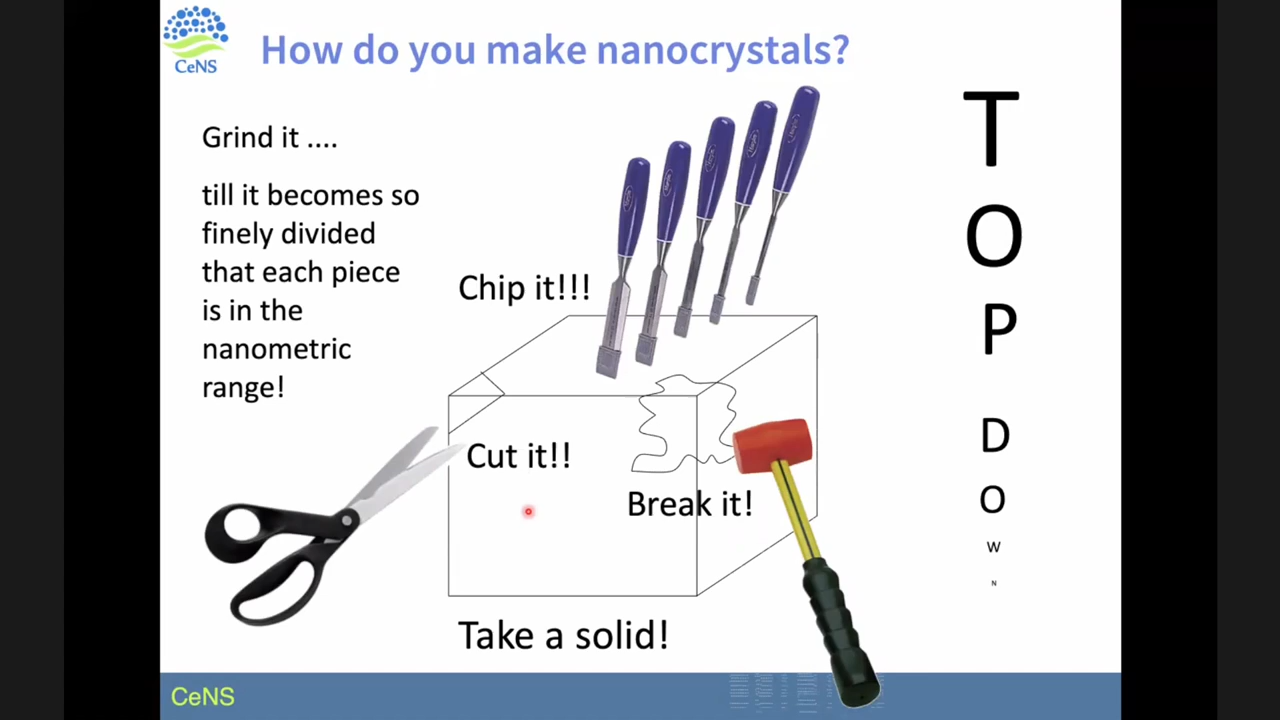 CeNS
How do you make nanocrystals?
Grind it ....
till it becomes so
finely divided
that each piece
is in the
nanometric
range!
Chip it!!!
Cut it!!
Break it!
Take a solid!
T
O
P
D
O
W
N
CeNS